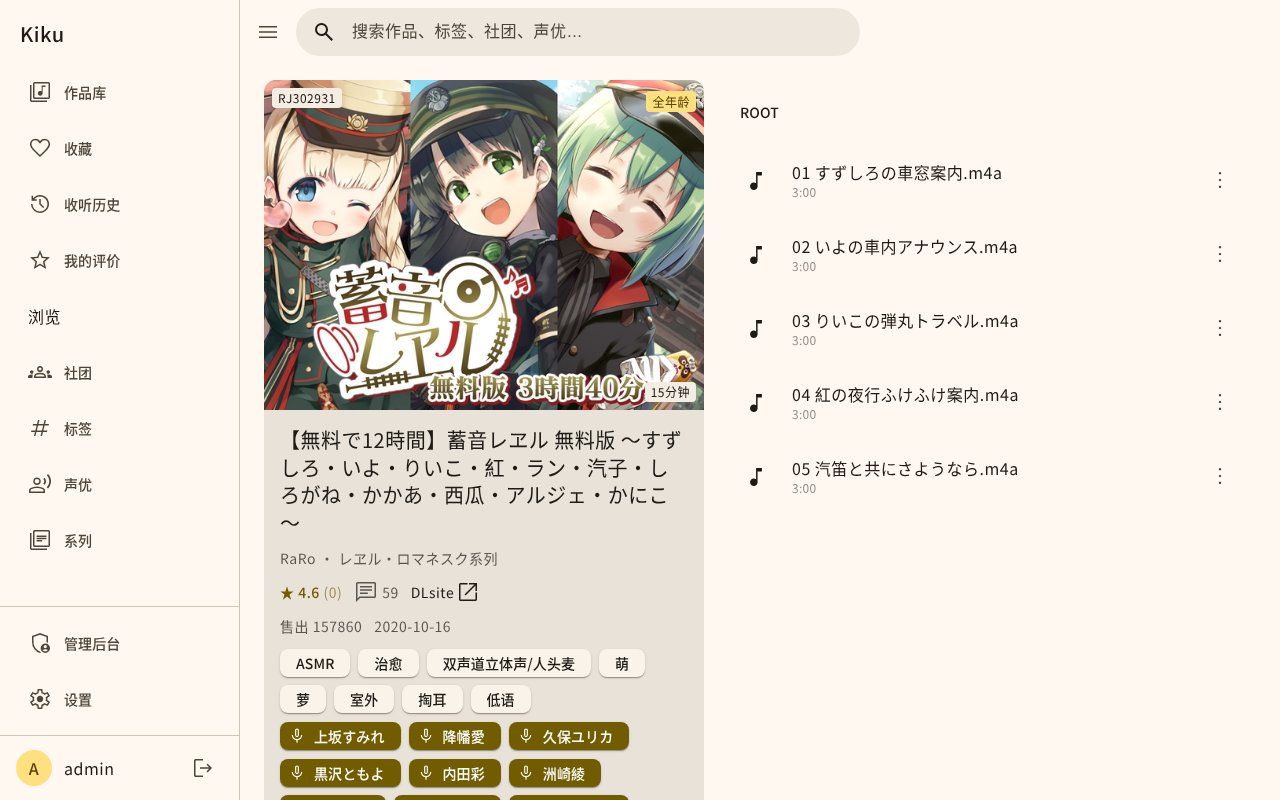 Kiku
作品库
收藏
收听历史
我的评价
浏览
社团
标签
声优
系列
管理后台
设置
A
admin
搜索作品、标签、社团、声优...
RJ302931
全年龄
蓄音
レヱル
無料版 3時間40分
15分钟
【無料で12時間】蓄音レヱル 無料版 〜すず
しろ・いよ・りいこ・紅・ラン・汽子・し
ろがね・かかあ・西瓜・アルジェ・かにこ
〜
RaRo ・ レヱル・ロマネスク系列
★ 4.6 (0) 59 DLsite
售出 157860 2020-10-16
ASMR 治愈 双声道立体声/人头麦 萌
萝 室外 掏耳 低语
上坂すみれ 降幡愛 久保ユリカ
黒沢ともよ 内田彩 洲崎綾
ROOT
01 すずしろの車窓案内.m4a
3:00
02 いよの車内アナウンス.m4a
3:00
03 りいこの弾丸トラベル.m4a
3:00
04 紅の夜行ふけふけ案内.m4a
3:00
05 汽笛と共にさようなら.m4a
3:00